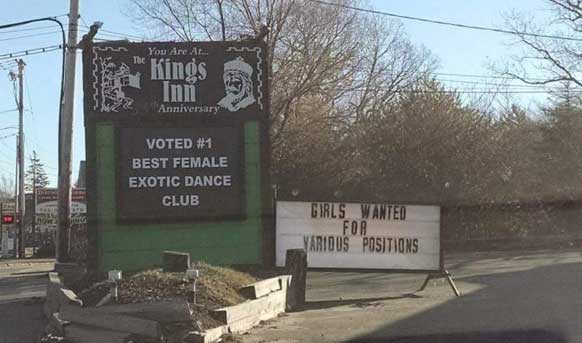 You Are At...
The Kings
Inn
Anniversary
VOTED #1
BEST FEMALE
EXOTIC DANCE
CLUB
GIRLS WANTED
FOR
VARIOUS POSITIONS